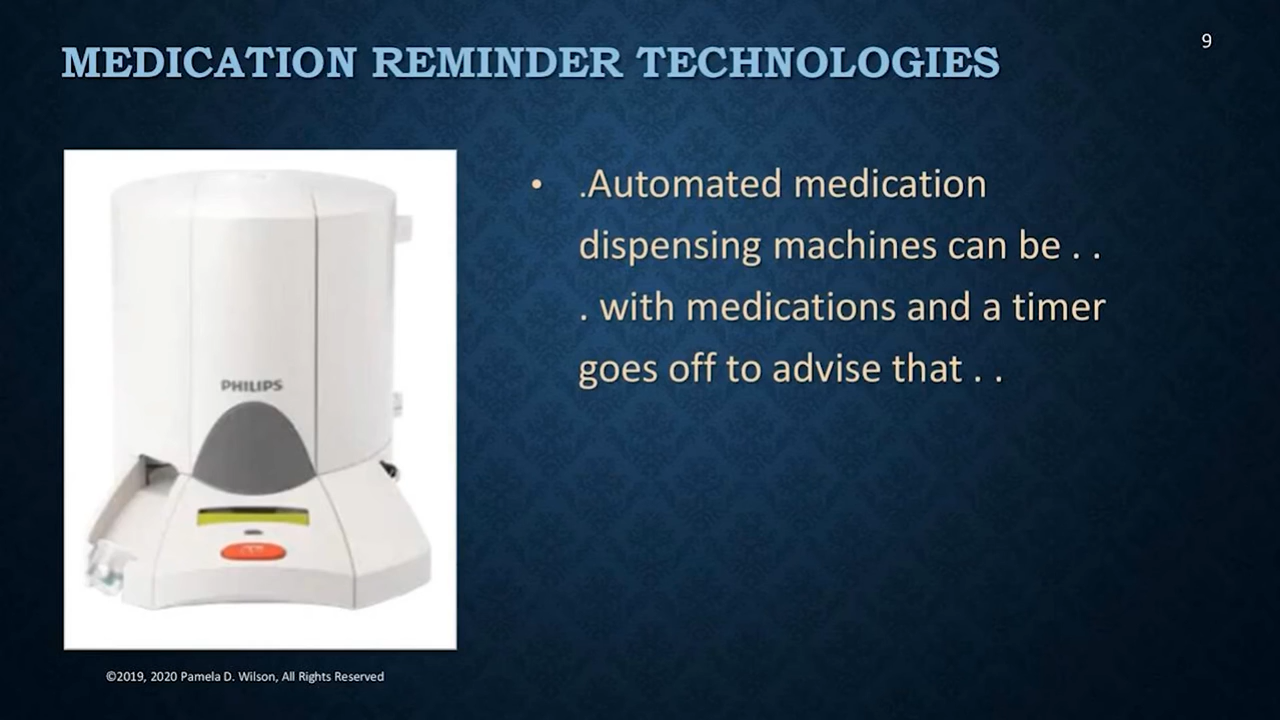 MEDICATION REMINDER TECHNOLOGIES
9
• .Automated medication
dispensing machines can be . .
. with medications and a timer
goes off to advise that . .
PHILIPS
©2019, 2020 Pamela D. Wilson, All Rights Reserved